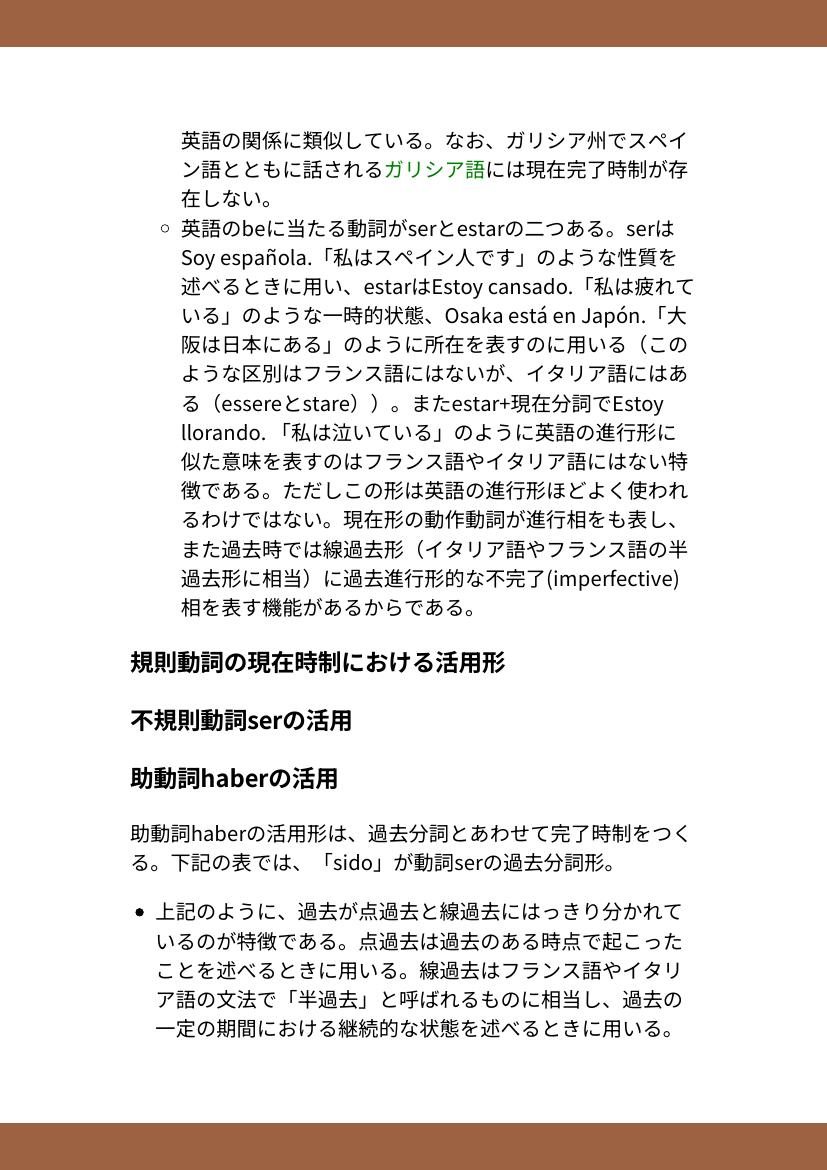 英語の関係に類似している。なお、ガリシア州でスペイ
ン語とともに話されるガリシア語には現在完了時制が存
在しない。
○ 英語のbeに当たる動詞がserとestarの二つある。serは
Soy española.「私はスペイン人です」のような性質を
述べるときに用い、estarはEstoy cansado.「私は疲れて
いる」のような一時的状態、Osaka está en Japón.「大
阪は日本にある」のように所在を表すのに用いる（この
ような区別はフランス語にはないが、イタリア語にはあ
る（essereとstare））。またestar+現在分詞でEstoy
llorando. 「私は泣いている」のように英語の進行形に
似た意味を表すのはフランス語やイタリア語にはない特
徴である。ただしこの形は英語の進行形ほどよく使われ
るわけではない。現在形の動作動詞が進行相をも表し、
また過去時では線過去形（イタリア語やフランス語の半
過去形に相当）に過去進行形的な不完了(imperfective)
相を表す機能があるからである。
規則動詞の現在時制における活用形
不規則動詞serの活用
助動詞haberの活用
助動詞haberの活用形は、過去分詞とあわせて完了時制をつく
る。下記の表では、「sido」が動詞serの過去分詞形。
• 上記のように、過去が点過去と線過去にはっきり分かれて
いるのが特徴である。点過去は過去のある時点で起こった
ことを述べるときに用いる。線過去はフランス語やイタリ
ア語の文法で「半過去」と呼ばれるものに相当し、過去の
一定の期間における継続的な状態を述べるときに用いる。